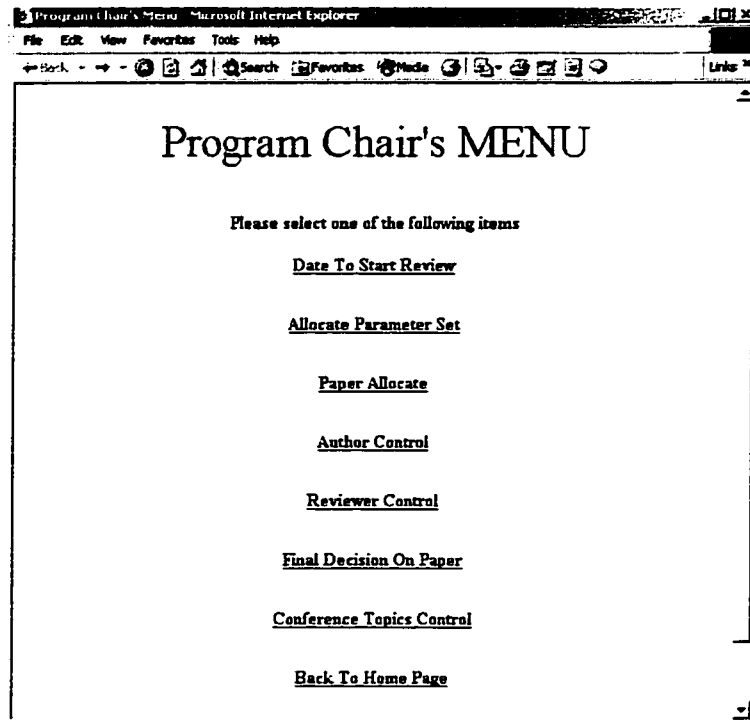 Program Chair's Menu - Microsoft Internet Explorer
File Edit View Favorites Tools Help
Back Search Favorites Media Links »
Program Chair's MENU
Please select one of the following items
Date To Start Review
Allocate Parameter Set
Paper Allocate
Author Control
Reviewer Control
Final Decision On Paper
Conference Topics Control
Back To Home Page